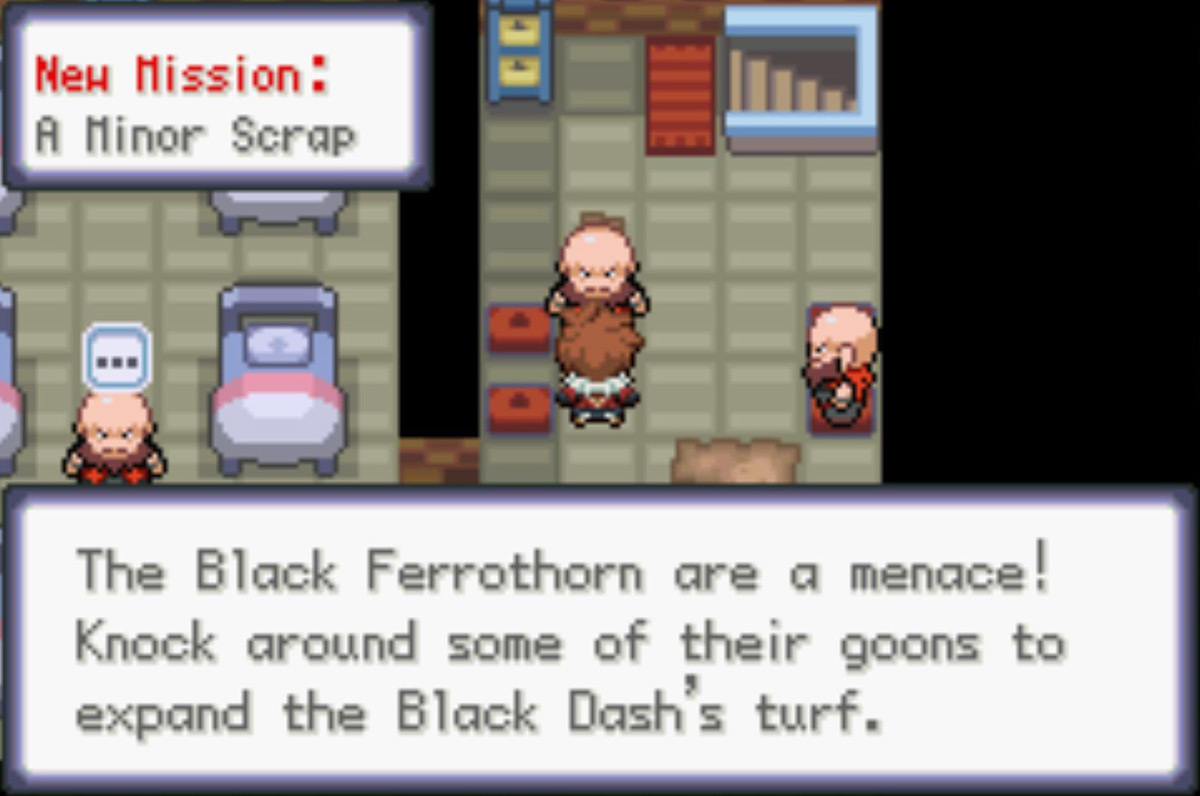 New Mission:
A Minor Scrap
...
The Black Ferrothorn are a menace!
Knock around some of their goons to
expand the Black Dash's turf.